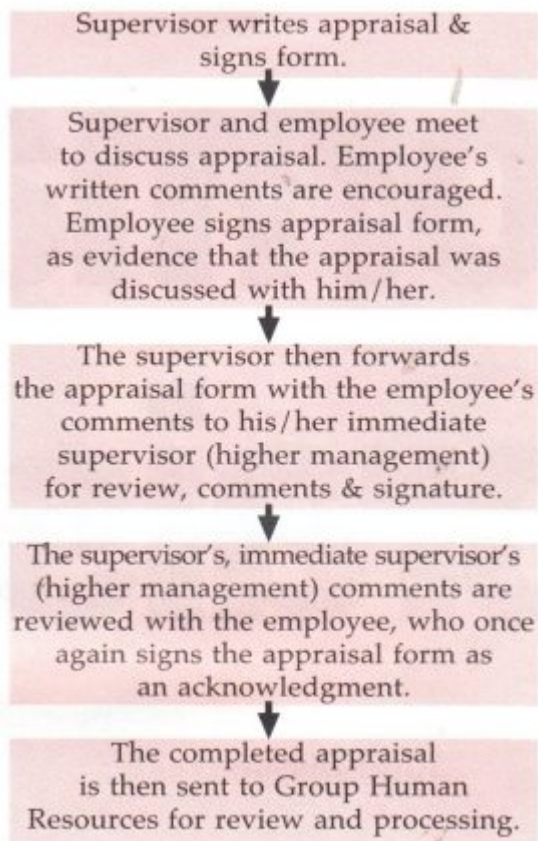 Supervisor writes appraisal &
signs form.
Supervisor and employee meet
to discuss appraisal. Employee's
written comments are encouraged.
Employee signs appraisal form,
as evidence that the appraisal was
discussed with him/her.
The supervisor then forwards
the appraisal form with the employee's
comments to his/her immediate
supervisor (higher management)
for review, comments & signature.
The supervisor's, immediate supervisor's
(higher management) comments are
reviewed with the employee, who once
again signs the appraisal form as
an acknowledgment.
The completed appraisal
is then sent to Group Human
Resources for review and processing.